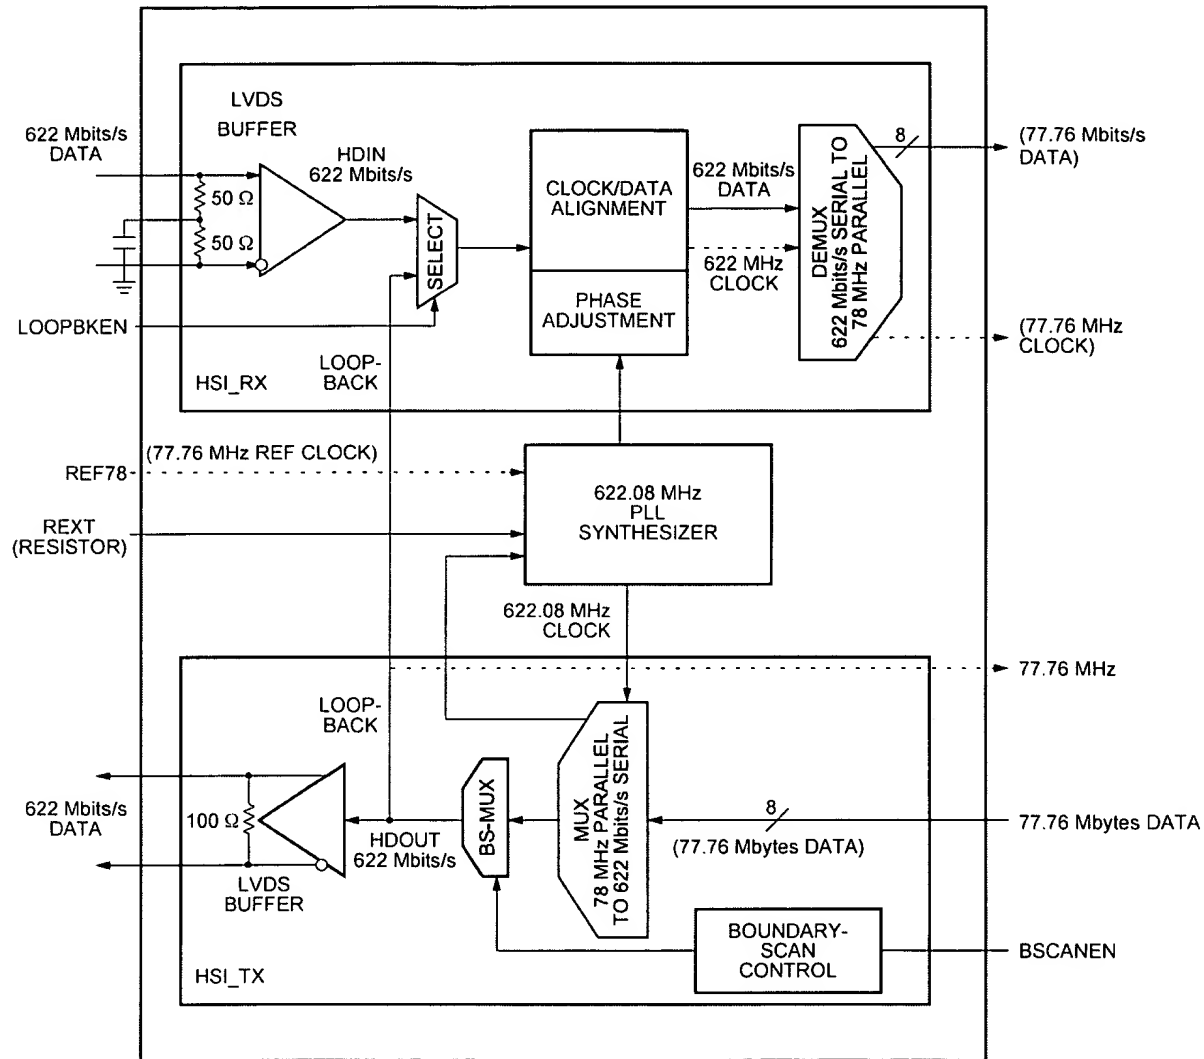 LVDS
BUFFER
622 Mbits/s
DATA
HDIN
622 Mbits/s
50 Ω
50 Ω
SELECT
CLOCK/DATA
ALIGNMENT
PHASE
ADJUSTMENT
622 Mbits/s
DATA
622 MHz
CLOCK
DEMUX
622 Mbits/s SERIAL TO
78 MHz PARALLEL
8
(77.76 Mbits/s
DATA)
(77.76 MHz
CLOCK)
LOOPBKEN
LOOP-
BACK
HSI_RX
(77.76 MHz REF CLOCK)
REF78
REXT
(RESISTOR)
622.08 MHz
PLL
SYNTHESIZER
622.08 MHz
CLOCK
77.76 MHz
LOOP-
BACK
622 Mbits/s
DATA
100 Ω
LVDS
BUFFER
HDOUT
622 Mbits/s
BS-MUX
MUX
78 MHz PARALLEL
TO 622 Mbits/s SERIAL
8
(77.76 Mbytes DATA)
77.76 Mbytes DATA
BOUNDARY-
SCAN
CONTROL
BSCANEN
HSI_TX